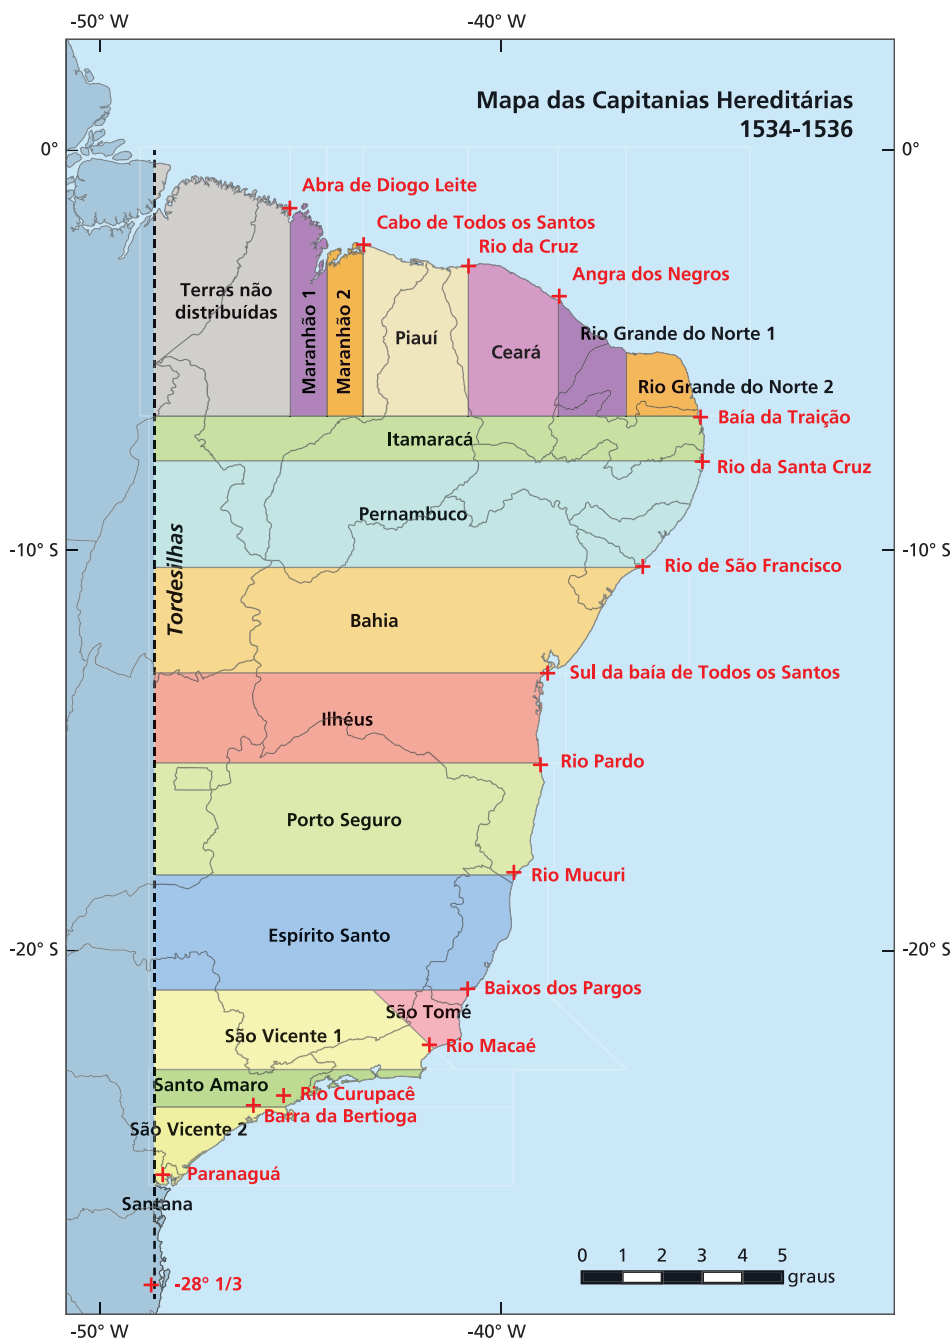 -50° W
-40° W
Mapa das Capitanias Hereditárias
1534-1536
0°
0°
Abra de Diogo Leite
Cabo de Todos os Santos
Rio da Cruz
Angra dos Negros
Terras não
distribuídas
Maranhão 1
Maranhão 2
Piauí
Ceará
Rio Grande do Norte 1
Rio Grande do Norte 2
Baía da Traição
Itamaracá
Rio da Santa Cruz
Pernambuco
Tordesilhas
-10° S
-10° S
Rio de São Francisco
Bahia
Sul da baía de Todos os Santos
Ilhéus
Rio Pardo
Porto Seguro
Rio Mucuri
Espírito Santo
-20° S
-20° S
Baixos dos Pargos
São Tomé
São Vicente 1
Rio Macaé
Santo Amaro
Rio Curupacê
Barra da Bertioga
São Vicente 2
Paranaguá
Santana
-28° 1/3
0 1 2 3 4 5
graus
-50° W
-40° W